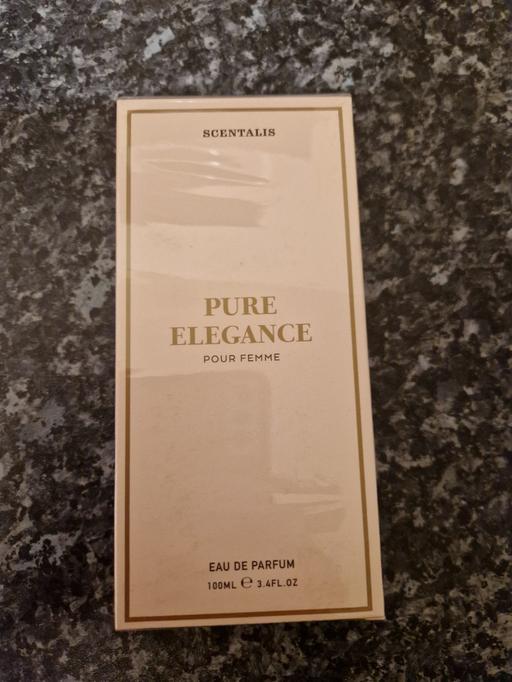 SCENTALIS
PURE
ELEGANCE
POUR FEMME
EAU DE PARFUM
100ML ℮ 3.4FL.OZ